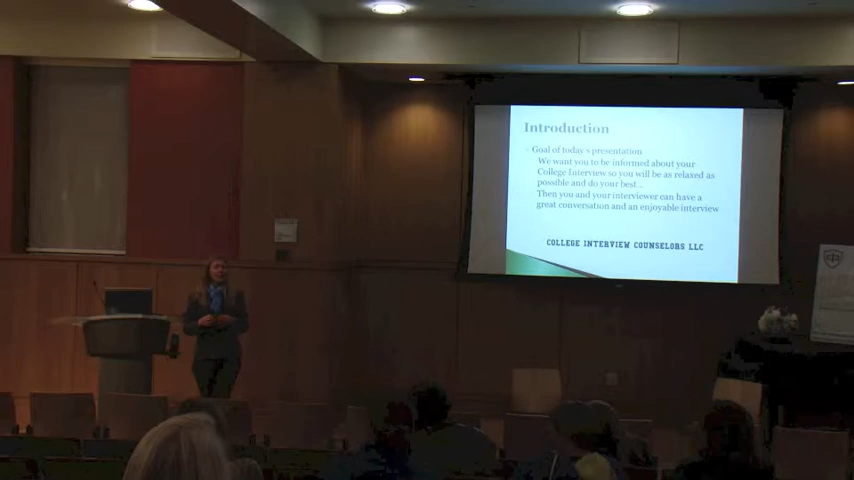 Introduction
Goal of today's presentation
We want you to be informed about your
College Interview so you will be as relaxed as
possible and do your best...
Then you and your interviewer can have a
great conversation and an enjoyable interview
COLLEGE INTERVIEW COUNSELORS LLC